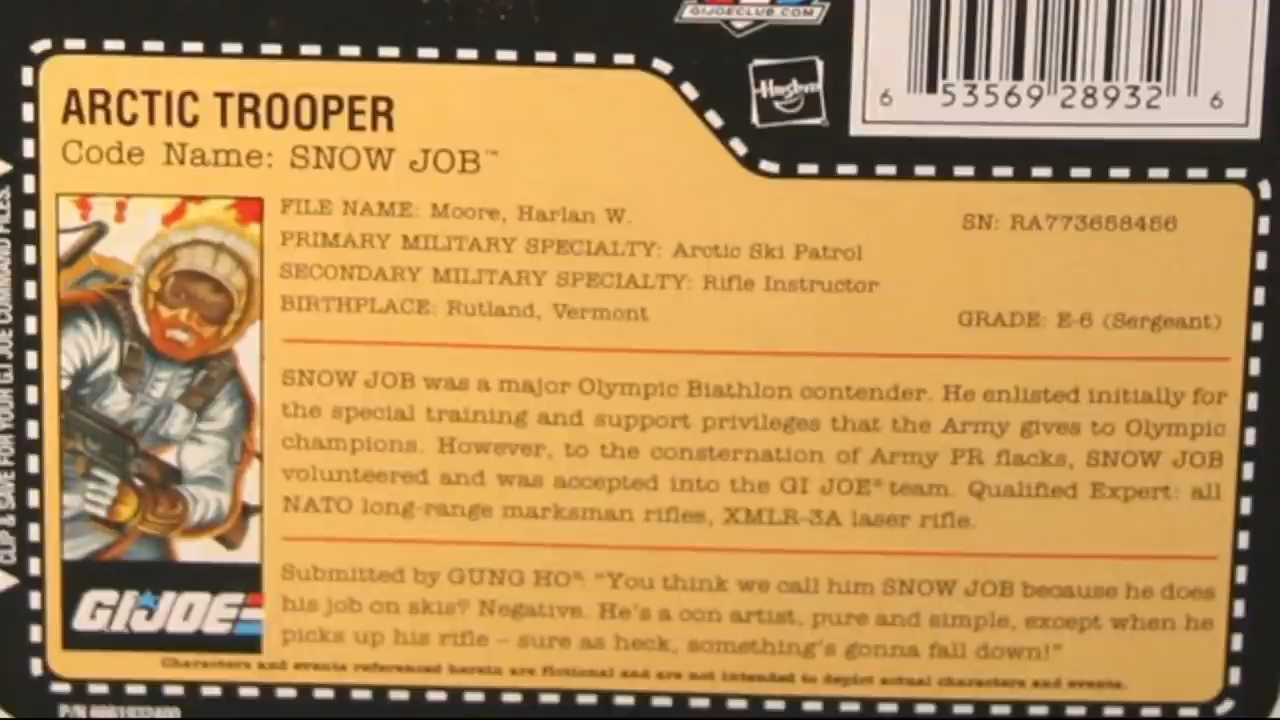 GIJOECLUB.COM
Hasbro
6 53569 28932 6
ARCTIC TROOPER
Code Name: SNOW JOB™
FILE NAME: Moore, Harlan W.
SN: RA773658456
PRIMARY MILITARY SPECIALTY: Arctic Ski Patrol
SECONDARY MILITARY SPECIALTY: Rifle Instructor
BIRTHPLACE: Rutland, Vermont
GRADE: E-6 (Sergeant)
SNOW JOB was a major Olympic Biathlon contender. He enlisted initially for
the special training and support privileges that the Army gives to Olympic
champions. However, to the consternation of Army PR flacks, SNOW JOB
volunteered and was accepted into the GI JOE® team. Qualified Expert: all
NATO long-range marksman rifles, XMLR-3A laser rifle.
Submitted by GUNG HO®: "You think we call him SNOW JOB because he does
his job on skis? Negative. He's a con artist, pure and simple, except when he
picks up his rifle – sure as heck, something's gonna fall down!"
GI JOE
Characters and events referenced herein are fictional and are not intended to depict actual characters and events.
CLIP & SAVE FOR YOUR G.I. JOE COMMAND FILES.
P/N